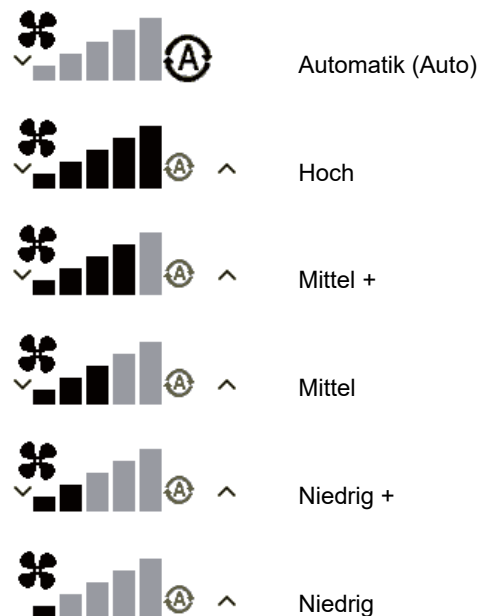 A Automatik (Auto)
A Hoch
A Mittel +
A Mittel
A Niedrig +
A Niedrig